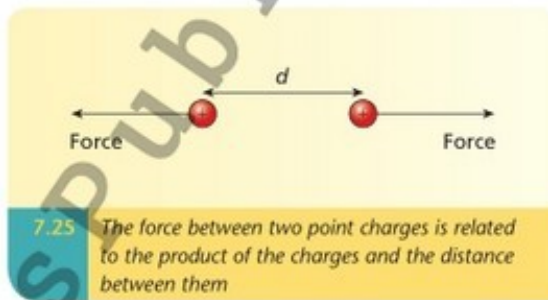 d
Force Force
7.25 The force between two point charges is related
to the product of the charges and the distance
between them